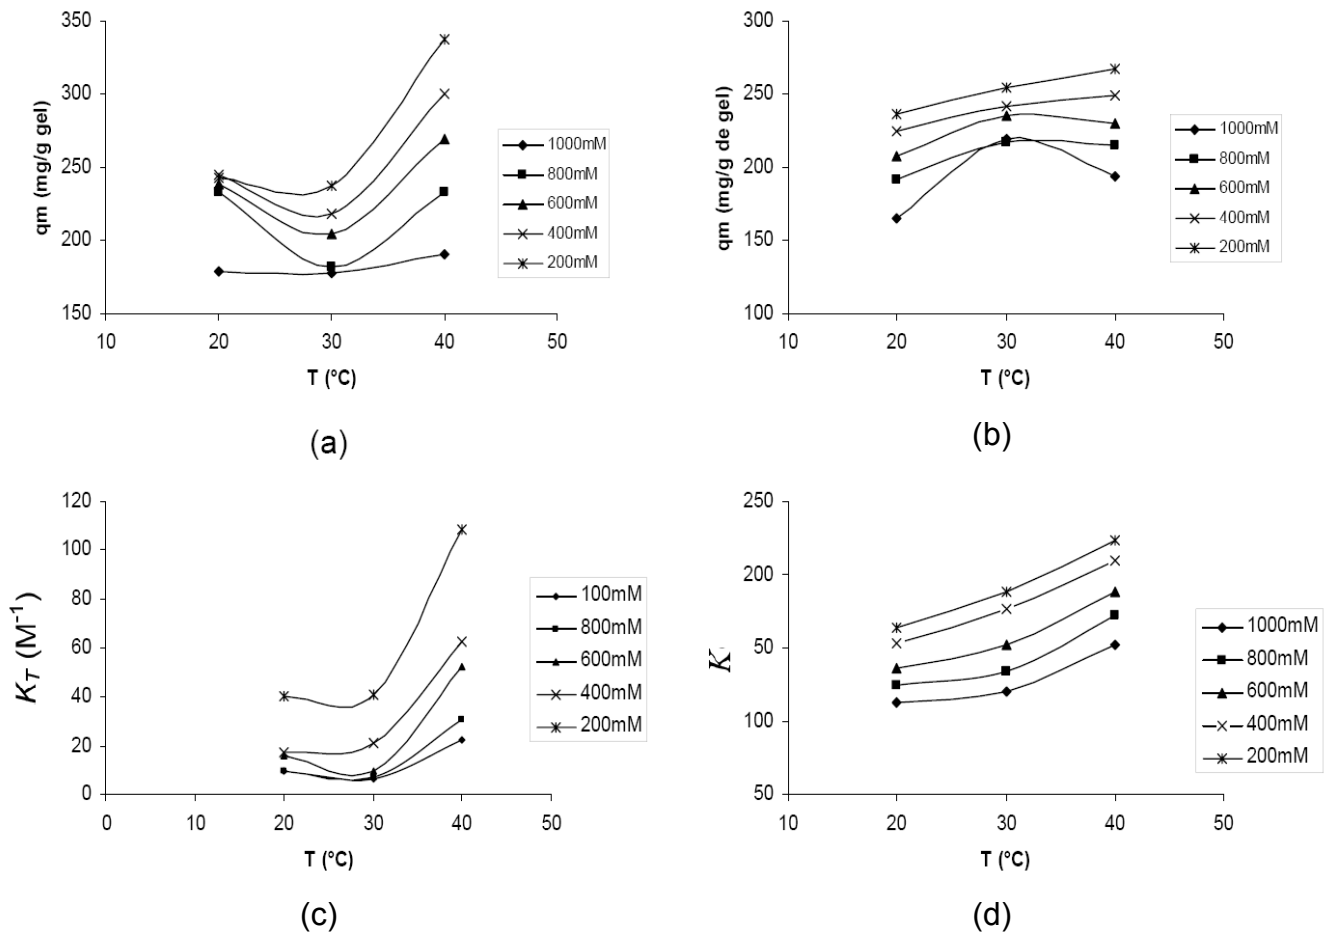 350
300
250
200
150
10
20
30
40
50
qm (mg/g gel)
T (°C)
1000mM
800mM
600mM
400mM
200mM
(a)
300
250
200
150
100
10
20
30
40
50
qm (mg/g de gel)
T (°C)
1000mM
800mM
600mM
400mM
200mM
(b)
120
100
80
60
40
20
0
0
10
20
30
40
50
K_T (M⁻¹)
T (°C)
100mM
800mM
600mM
400mM
200mM
(c)
250
200
50
100
50
10
20
30
40
50
K
T (°C)
1000mM
800mM
600mM
400mM
200mM
(d)